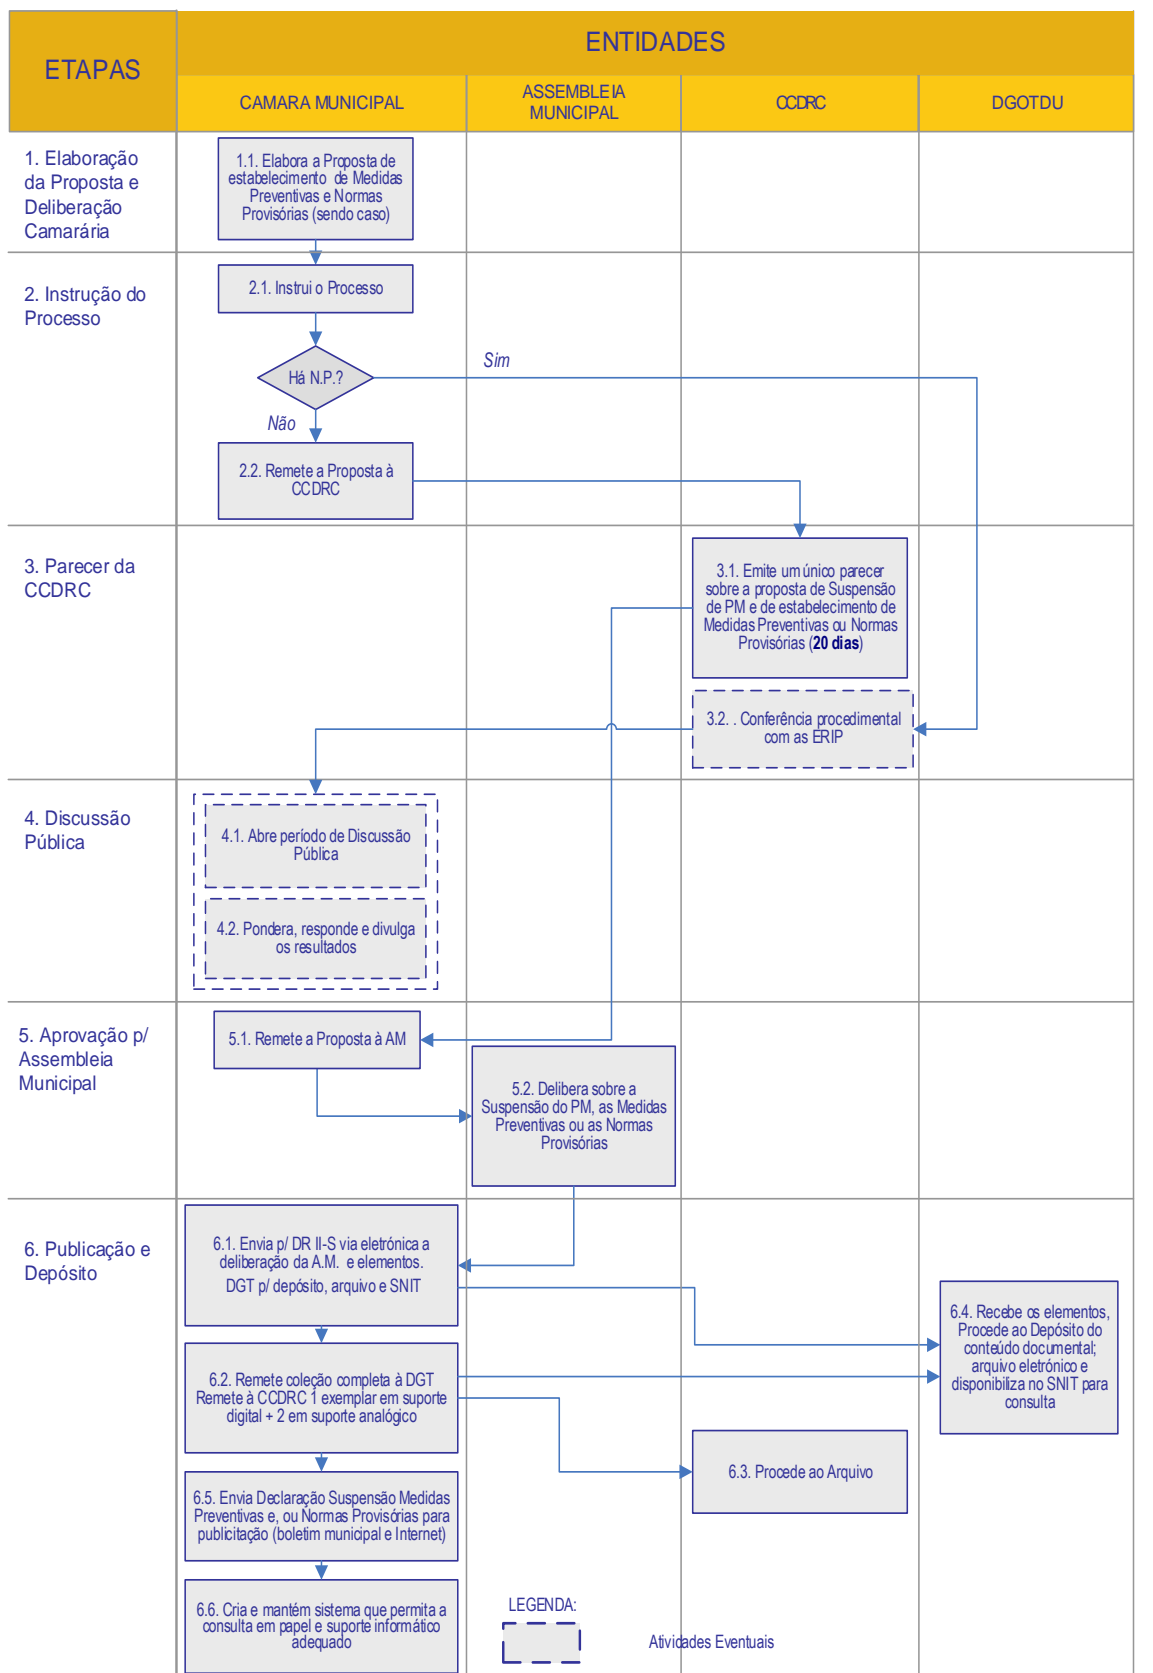 ETAPAS
ENTIDADES
CAMARA MUNICIPAL
ASSEMBLEIA
MUNICIPAL
CCDRC
DGOTDU
1. Elaboração
da Proposta e
Deliberação
Camarária
1.1. Elabora a Proposta de
estabelecimento de Medidas
Preventivas e Normas
Provisórias (sendo caso)
2. Instrução do
Processo
2.1. Instrui o Processo
Há N.P.?
Sim
Não
2.2. Remete a Proposta à
CCDRC
3. Parecer da
CCDRC
3.1. Emite um único parecer
sobre a proposta de Suspensão
de PM e de estabelecimento de
Medidas Preventivas ou Normas
Provisórias (20 dias)
3.2. . Conferência procedimental
com as ERIP
4. Discussão
Pública
4.1. Abre período de Discussão
Pública
4.2. Pondera, responde e divulga
os resultados
5. Aprovação p/
Assembleia
Municipal
5.1. Remete a Proposta à AM
5.2. Delibera sobre a
Suspensão do PM, as Medidas
Preventivas ou as Normas
Provisórias
6. Publicação e
Depósito
6.1. Envia p/ DR II-S via eletrónica a
deliberação da A.M. e elementos.
DGT p/ depósito, arquivo e SNIT
6.4. Recebe os elementos,
Procede ao Depósito do
conteúdo documental;
arquivo eletrónico e
disponibiliza no SNIT para
consulta
6.2. Remete coleção completa à DGT
Remete à CCDRC 1 exemplar em suporte
digital + 2 em suporte analógico
6.3. Procede ao Arquivo
6.5. Envia Declaração Suspensão Medidas
Preventivas e, ou Normas Provisórias para
publicitação (boletim municipal e Internet)
6.6. Cria e mantém sistema que permita a
consulta em papel e suporte informático
adequado
LEGENDA:
Atividades Eventuais